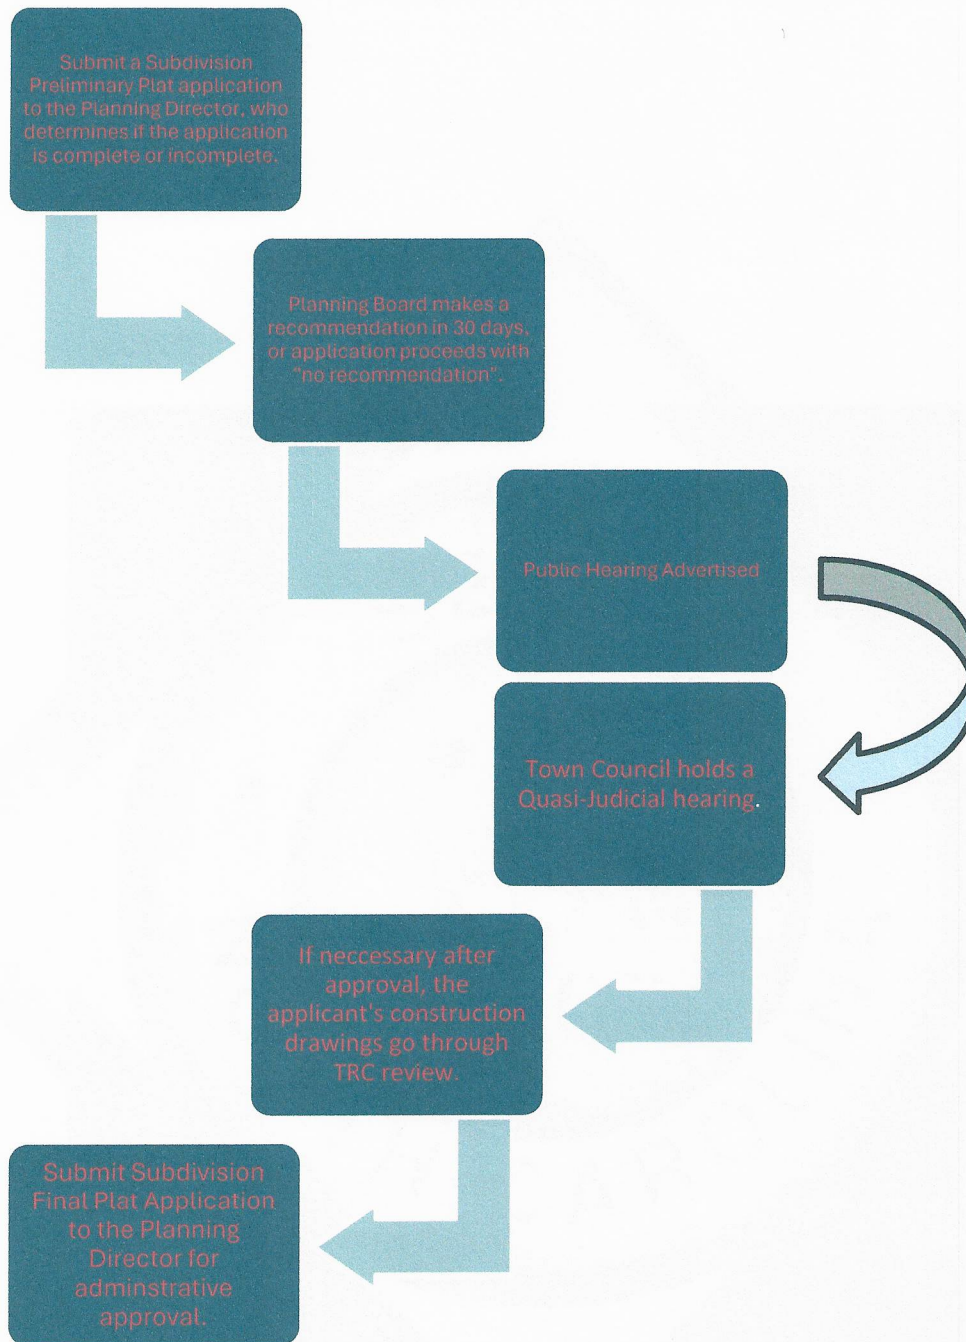 Submit a Subdivision
Preliminary Plat application
to the Planning Director, who
determines if the application
is complete or incomplete.
Planning Board makes a
recommendation in 30 days,
or application proceeds with
"no recommendation".
Public Hearing Advertised
Town Council holds a
Quasi-Judicial hearing.
If neccessary after
approval, the
applicant's construction
drawings go through
TRC review.
Submit Subdivision
Final Plat Application
to the Planning
Director for
adminstrative
approval.